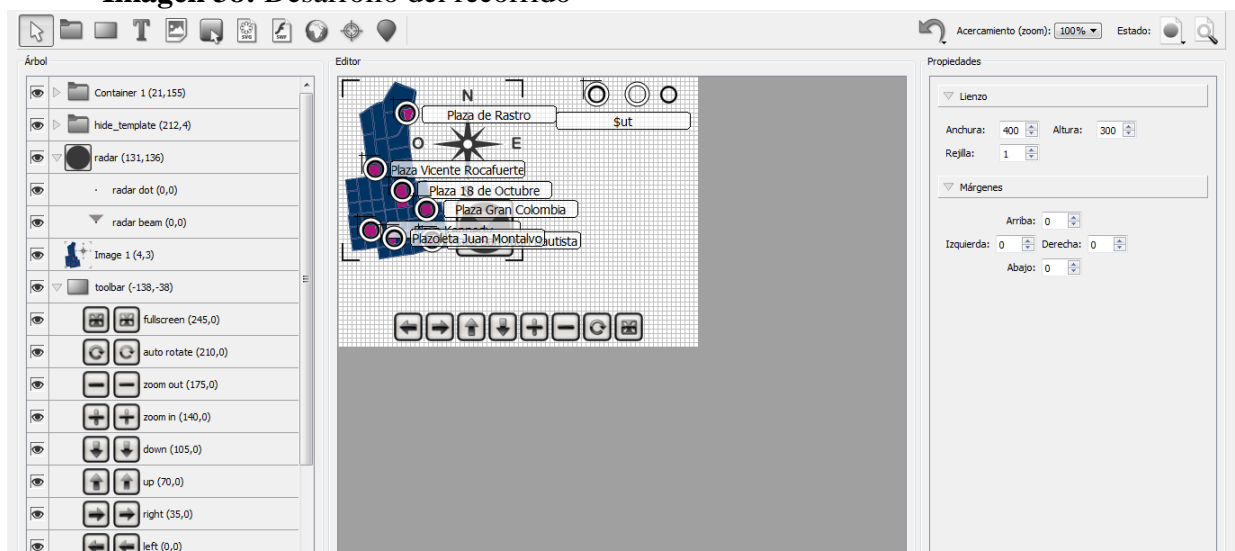 Imagen 38: Desarrollo del recorrido
T
SVG
SWF
Acercamiento (zoom): 100%
Estado:
Árbol
Editor
Propiedades
Container 1 (21,155)
hide_template (212,4)
radar (131,136)
radar dot (0,0)
radar beam (0,0)
Image 1 (4,3)
toolbar (-138,-38)
fullscreen (245,0)
auto rotate (210,0)
zoom out (175,0)
zoom in (140,0)
down (105,0)
up (70,0)
right (35,0)
left (0,0)
N
Plaza de Rastro
$ut
O
E
Plaza Vicente Rocafuerte
Plaza 18 de Octubre
Plaza Gran Colombia
Kennedy
Plazoleta Juan Montalvo
autista
Lienzo
Anchura: 400 Altura: 300
Rejilla: 1
Márgenes
Arriba: 0
Izquierda: 0 Derecha: 0
Abajo: 0